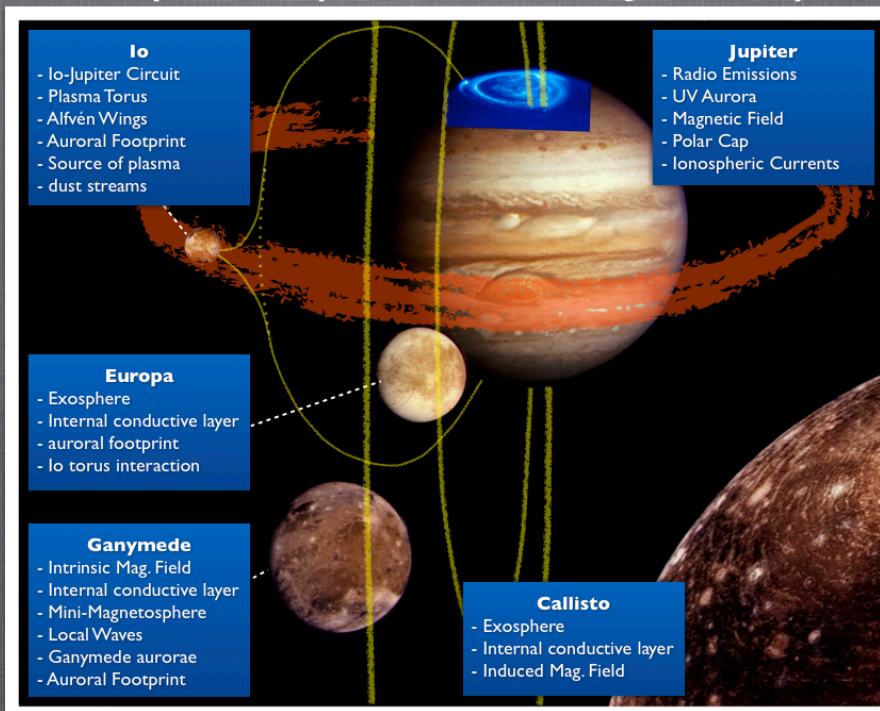 Io
- Io-Jupiter Circuit
- Plasma Torus
- Alfvén Wings
- Auroral Footprint
- Source of plasma
- dust streams
Jupiter
- Radio Emissions
- UV Aurora
- Magnetic Field
- Polar Cap
- Ionospheric Currents
Europa
- Exosphere
- Internal conductive layer
- auroral footprint
- Io torus interaction
Ganymede
- Intrinsic Mag. Field
- Internal conductive layer
- Mini-Magnetosphere
- Local Waves
- Ganymede aurorae
- Auroral Footprint
Callisto
- Exosphere
- Internal conductive layer
- Induced Mag. Field